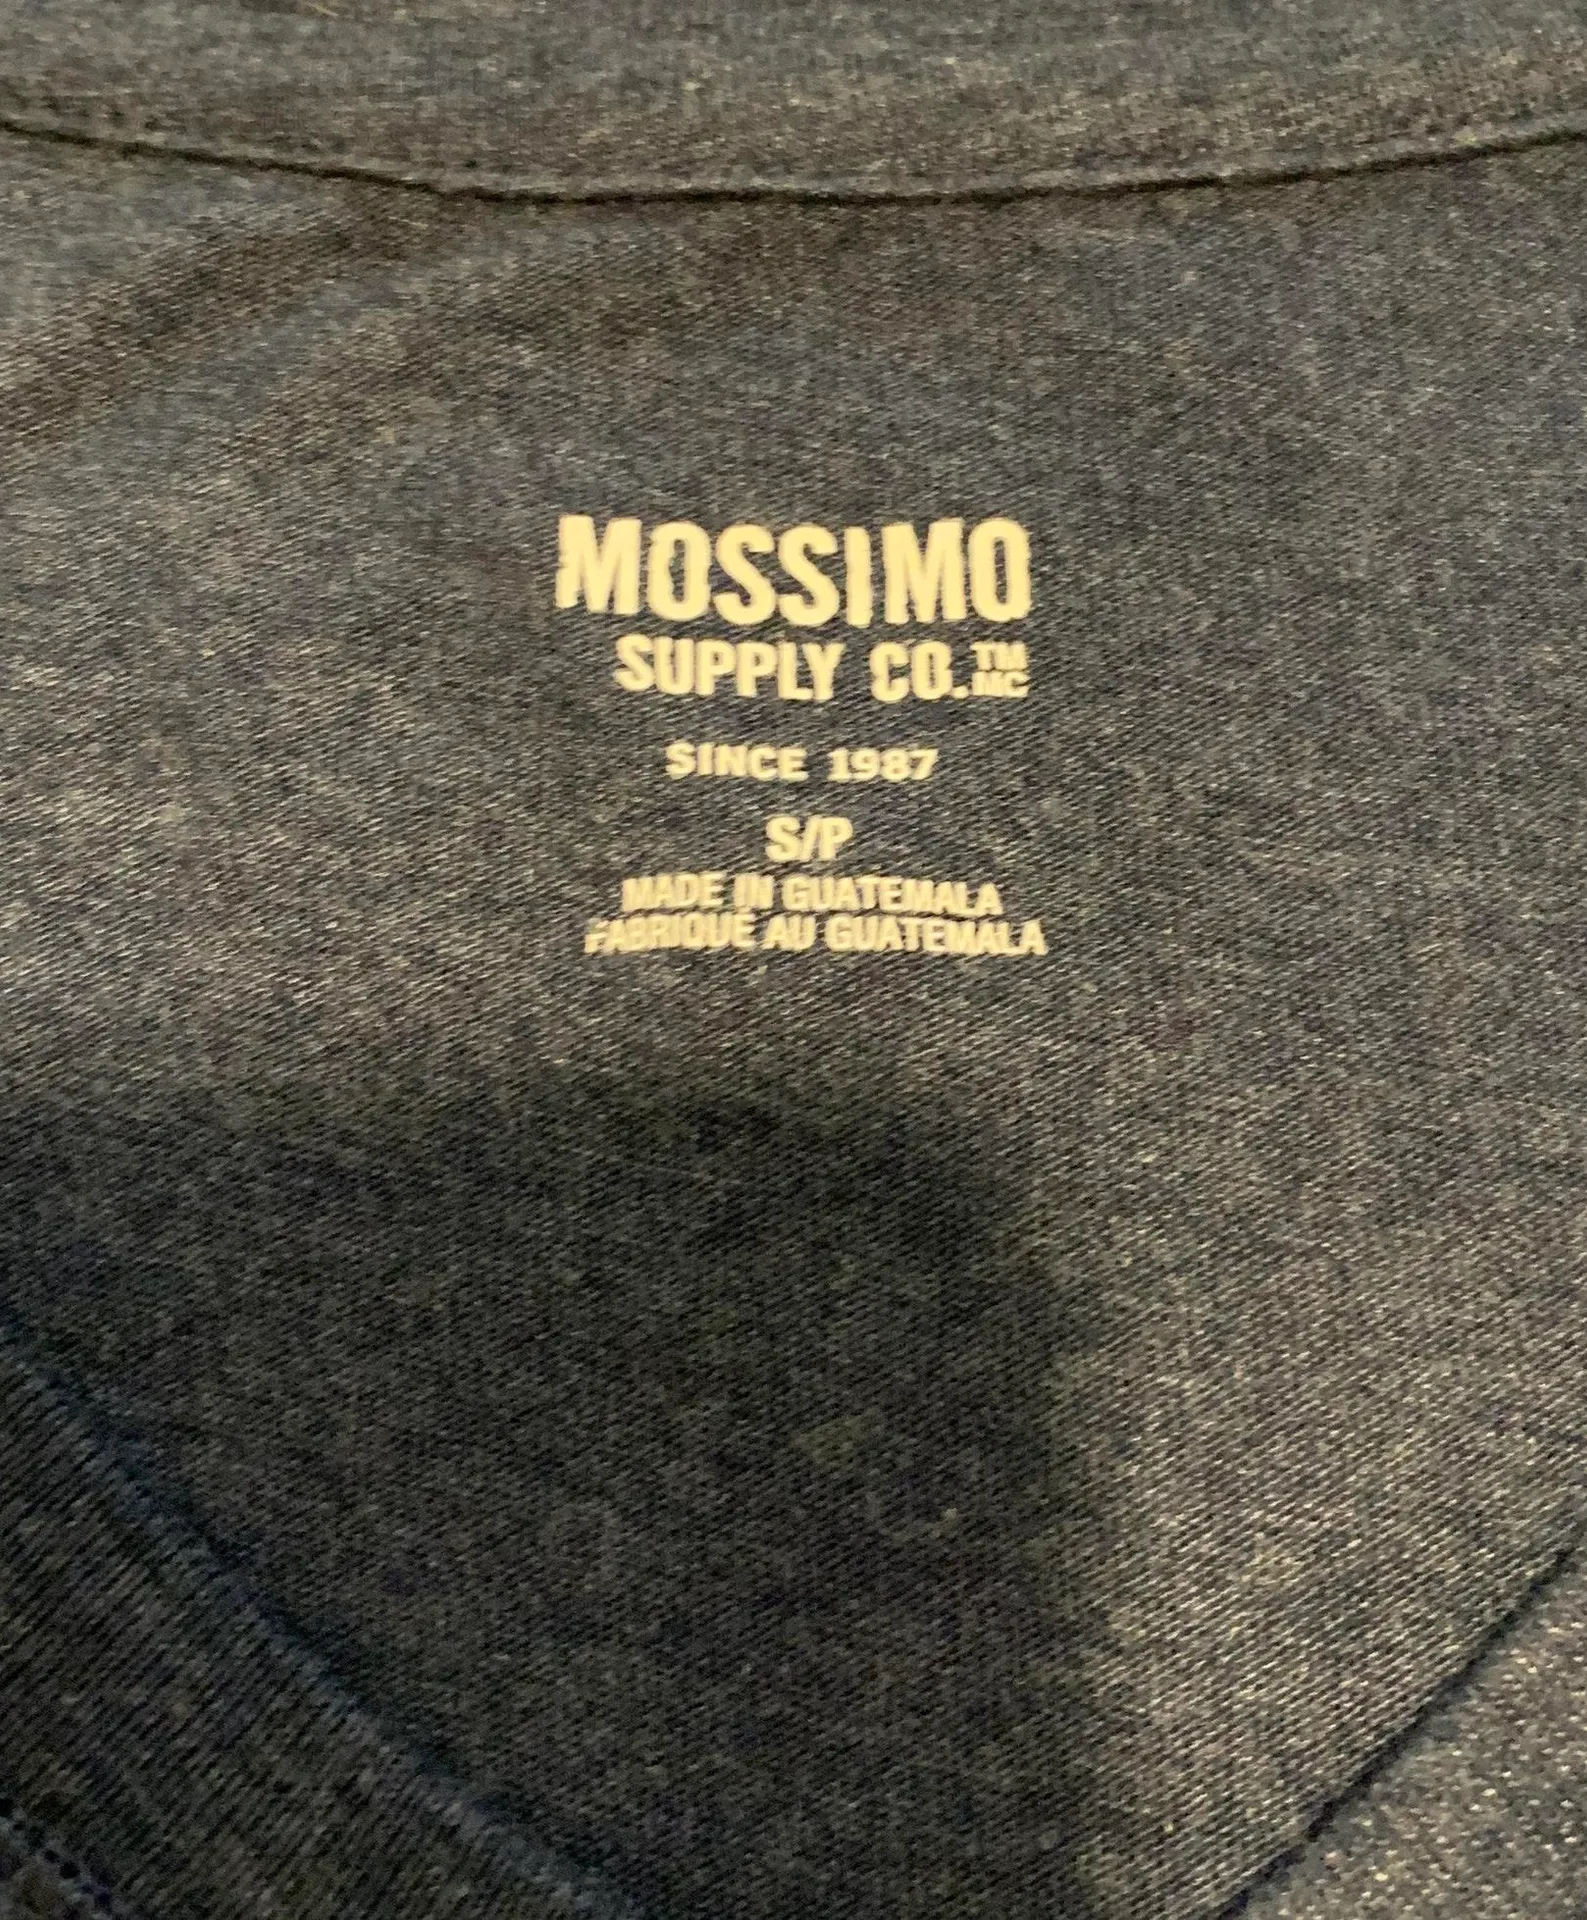 MOSSIMO
SUPPLY CO.™ MC
SINCE 1987
S/P
MADE IN GUATEMALA
FABRIQUÉ AU GUATEMALA